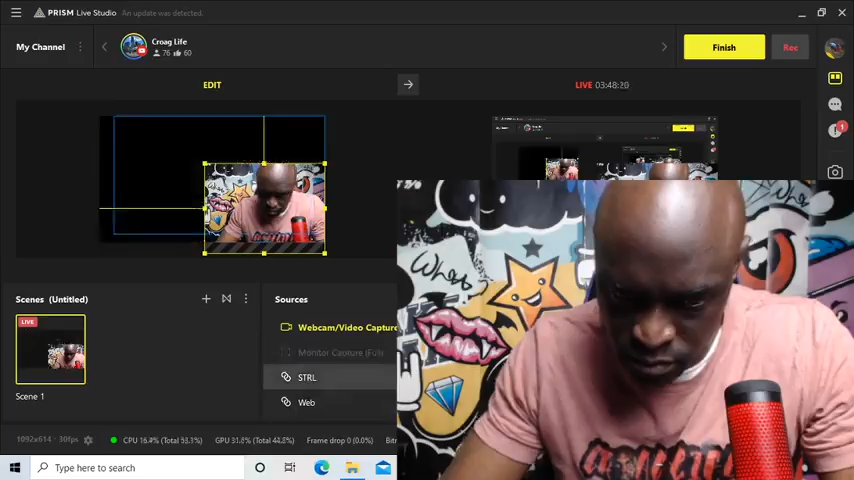 PRISM Live Studio An update was detected.
My Channel
Croag Life
76 60
Finish
Rec
EDIT
LIVE 03:48:20
Scenes (Untitled)
Sources
LIVE
Webcam/Video Capture
Monitor Capture (Full
STRL
Web
Scene 1
1092x614 • 30fps
CPU 16.4% (Total 53.1%) GPU 31.8% (Total 44.8%) Frame drop 0 (0.0%) Bit
Type here to search
1